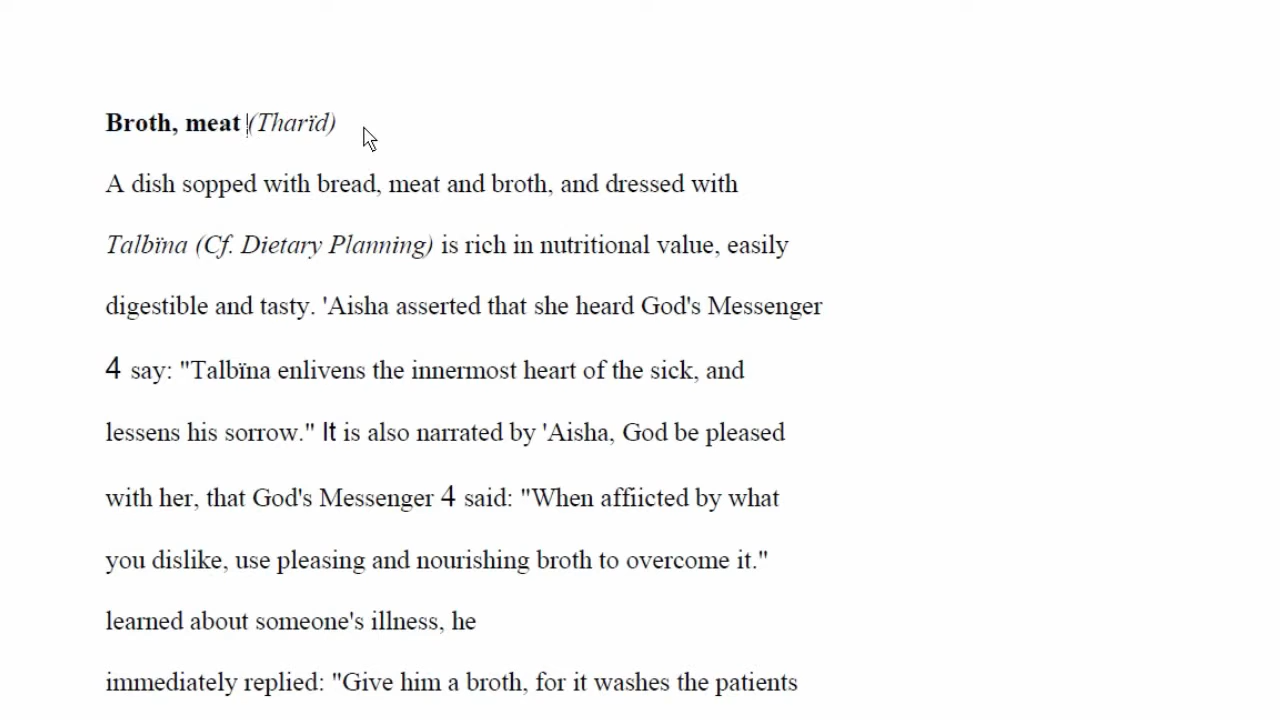 Broth, meat (Tharïd)
A dish sopped with bread, meat and broth, and dressed with
Talbïna (Cf. Dietary Planning) is rich in nutritional value, easily
digestible and tasty. 'Aisha asserted that she heard God's Messenger
4 say: "Talbïna enlivens the innermost heart of the sick, and
lessens his sorrow." It is also narrated by 'Aisha, God be pleased
with her, that God's Messenger 4 said: "When affiicted by what
you dislike, use pleasing and nourishing broth to overcome it."
learned about someone's illness, he
immediately replied: "Give him a broth, for it washes the patients